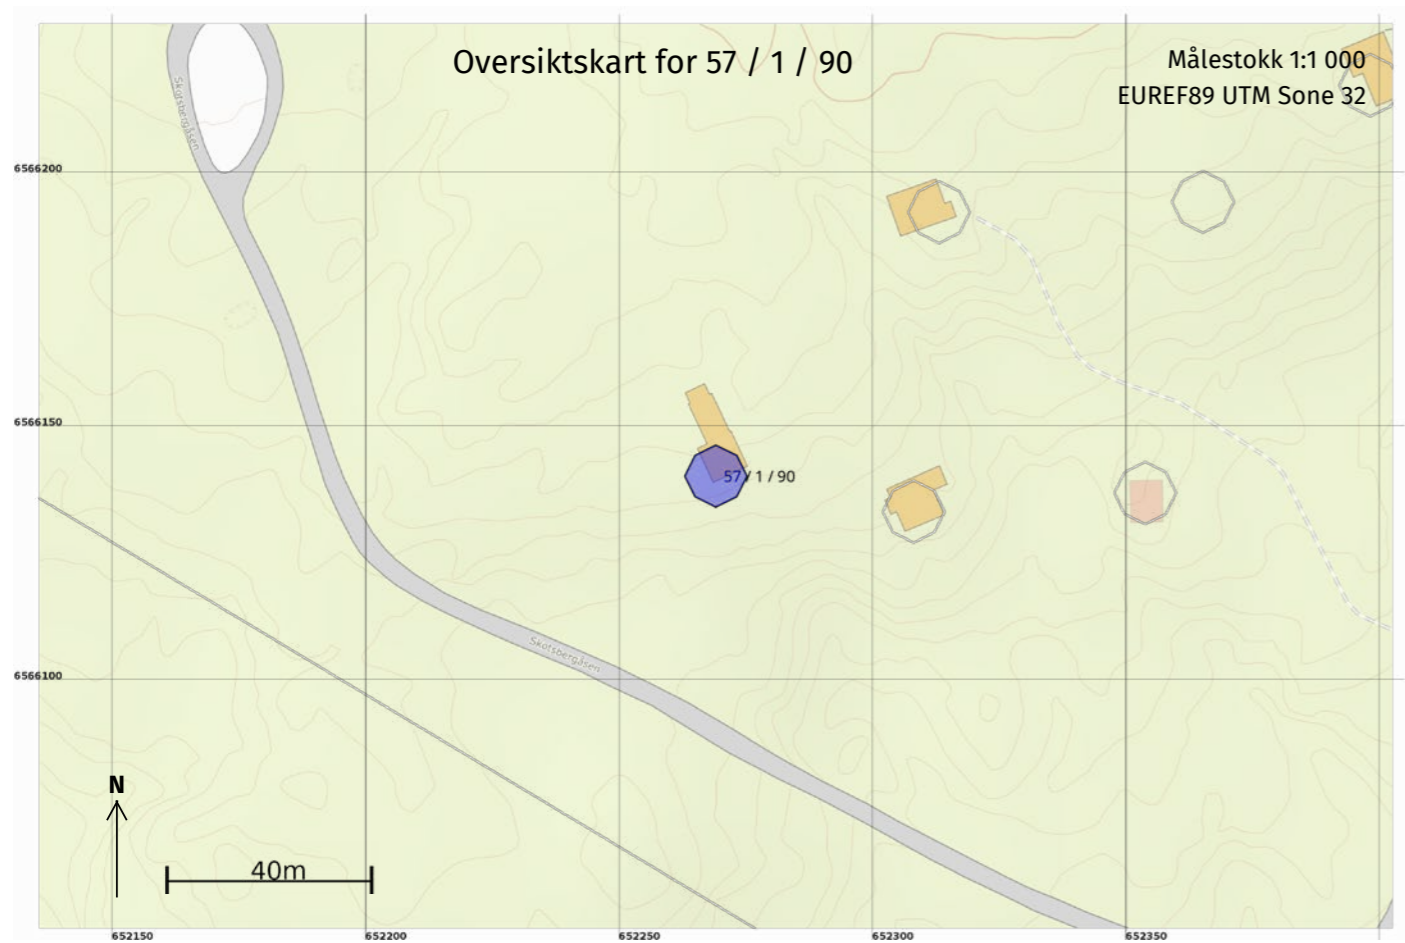 Oversiktskart for 57 / 1 / 90
Målestokk 1:1 000
EUREF89 UTM Sone 32
Skotsbergåsen
6566200
6566150
57 / 1 / 90
Skotsbergåsen
6566100
N
40m
652150
652200
652250
652300
652350